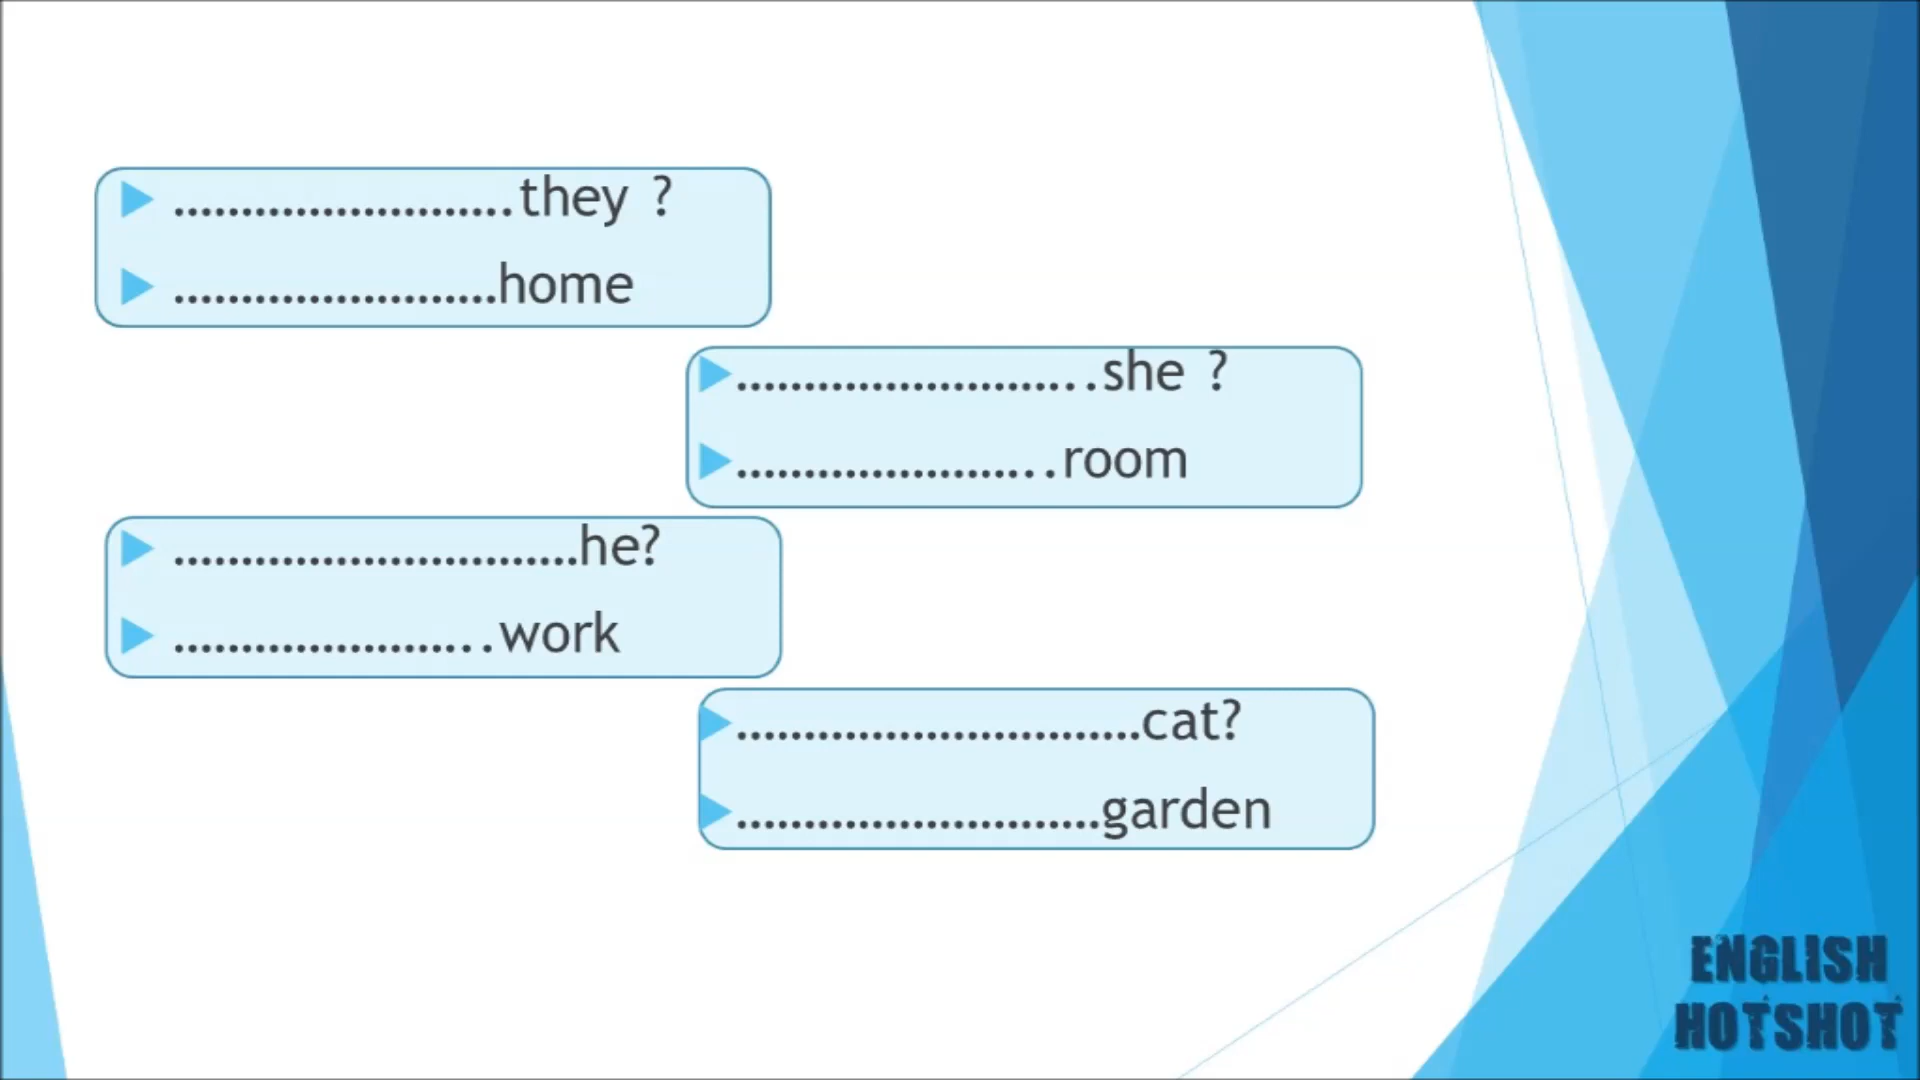 .........................they ?
........................home
..........................she ?
.......................room
..............................he?
.......................work
..............................cat?
...........................garden
ENGLISH
HOTSHOT